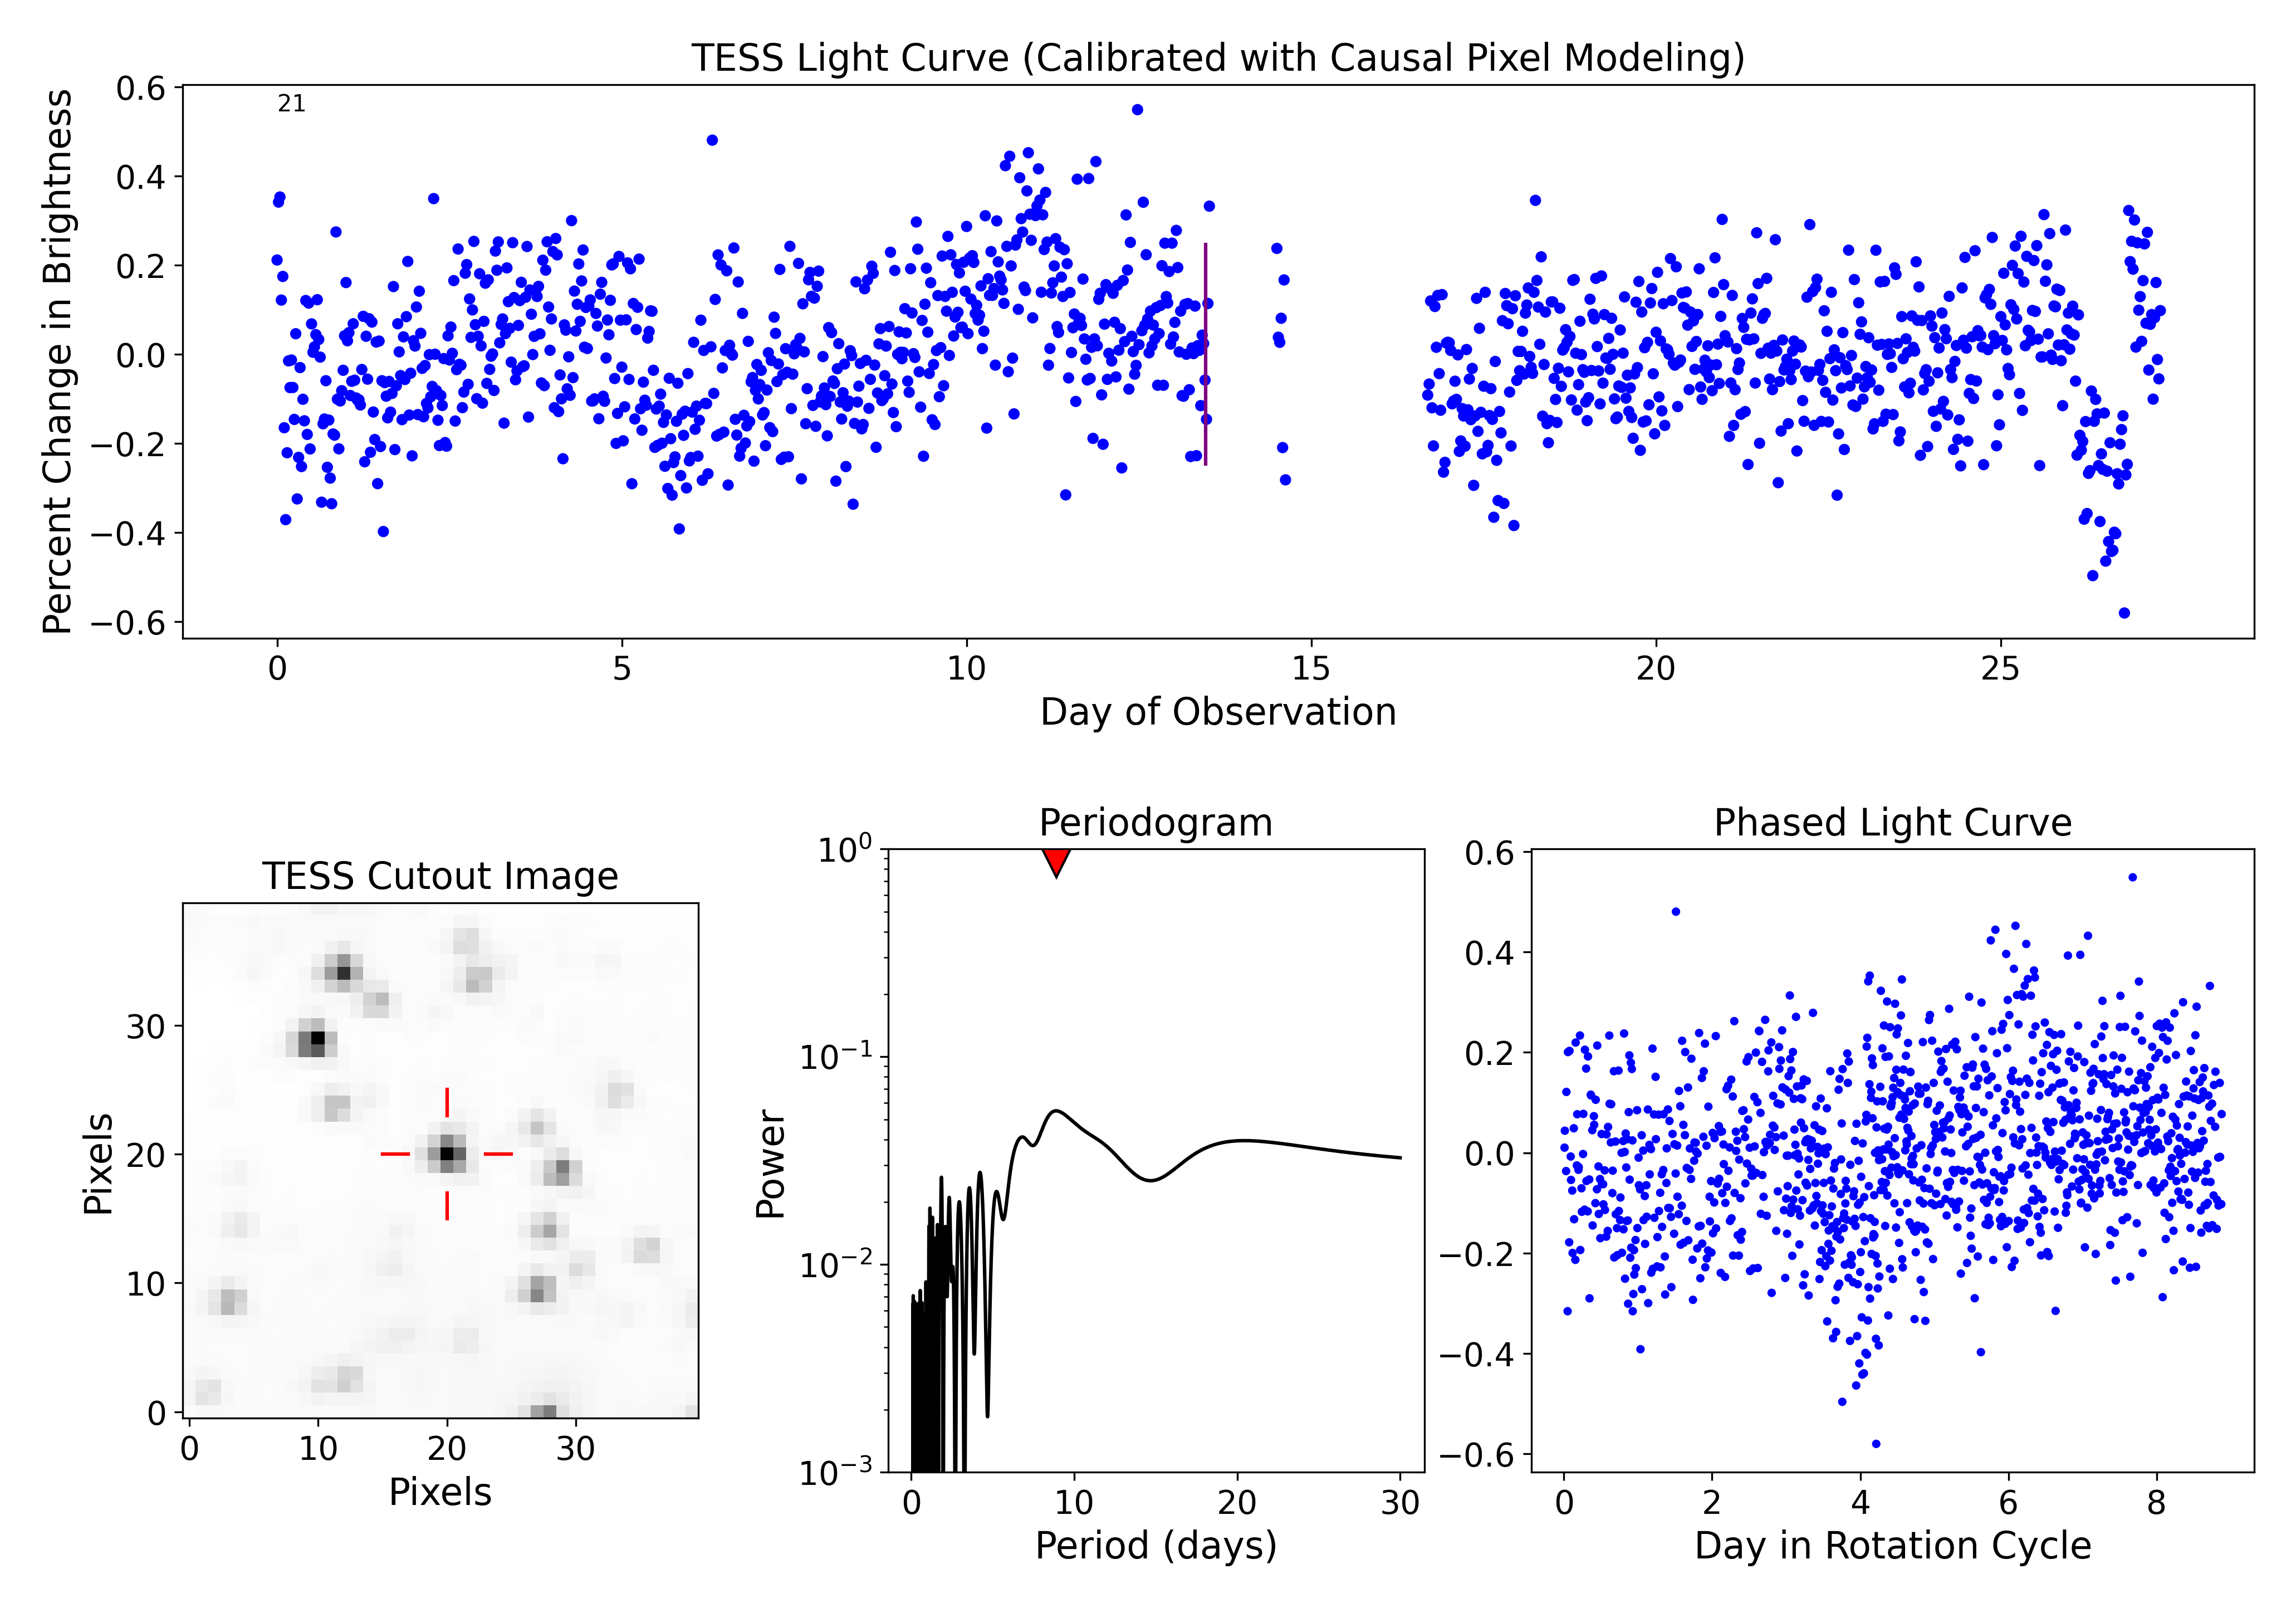 TESS Light Curve (Calibrated with Causal Pixel Modeling)
21
Percent Change in Brightness
0.6
0.4
0.2
0.0
−0.2
−0.4
−0.6
0 5 10 15 20 25
Day of Observation
TESS Cutout Image
Pixels
30
20
10
0
0 10 20 30
Pixels
Periodogram
Power
10⁰
10⁻¹
10⁻²
10⁻³
0 10 20 30
Period (days)
Phased Light Curve
0.6
0.4
0.2
0.0
−0.2
−0.4
−0.6
0 2 4 6 8
Day in Rotation Cycle